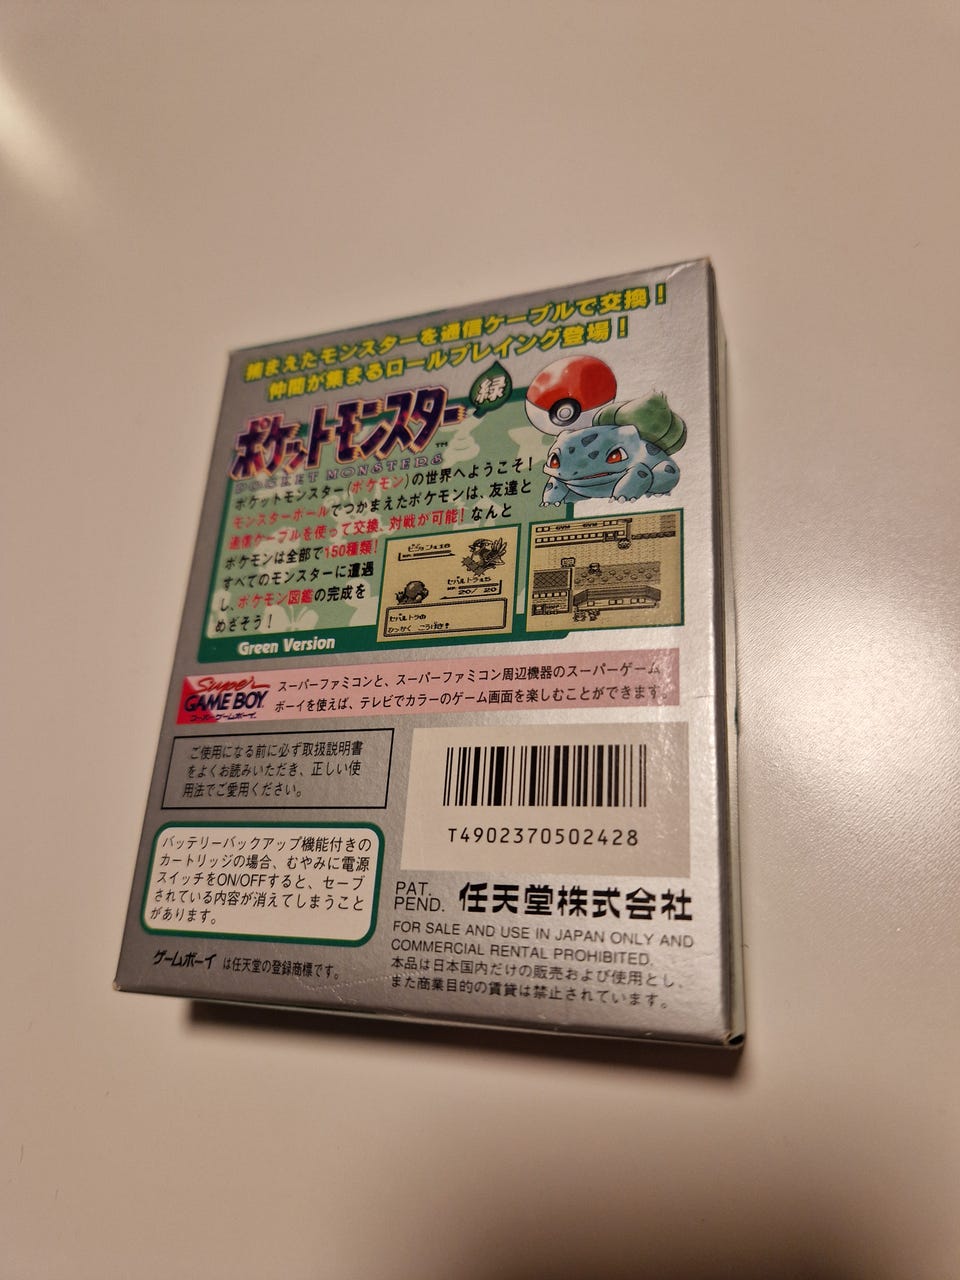 捕まえたモンスターを通信ケーブルで交換！
仲間が集まるロールプレイング登場！
ポケットモンスター 緑
TM
POCKET MONSTERS
ポケットモンスター(ポケモン)の世界へようこそ！
モンスターボールでつかまえたポケモンは、友達と
通信ケーブルを使って交換、対戦が可能！なんと
ポケモンは全部で150種類！
すべてのモンスターに遭遇
し、ポケモン図鑑の完成を
めざそう！
20/ 20
ひっかく こうげき！
GYM GYM
Green Version
Super
GAME BOY
スーパーゲームボーイ
スーパーファミコンと、スーパーファミコン周辺機器のスーパーゲーム
ボーイを使えば、テレビでカラーのゲーム画面を楽しむことができます。
ご使用になる前に必ず取扱説明書
をよくお読みいただき、正しい使
用法でご愛用ください。
T4902370502428
バッテリーバックアップ機能付きの
カートリッジの場合、むやみに電源
スイッチをON/OFFすると、セーブ
されている内容が消えてしまうこと
があります。
PAT.
PEND. 任天堂株式会社
FOR SALE AND USE IN JAPAN ONLY AND
COMMERCIAL RENTAL PROHIBITED.
本品は日本国内だけの販売および使用とし、
また商業目的の賃貸は禁止されています。
ゲームボーイ は任天堂の登録商標です。